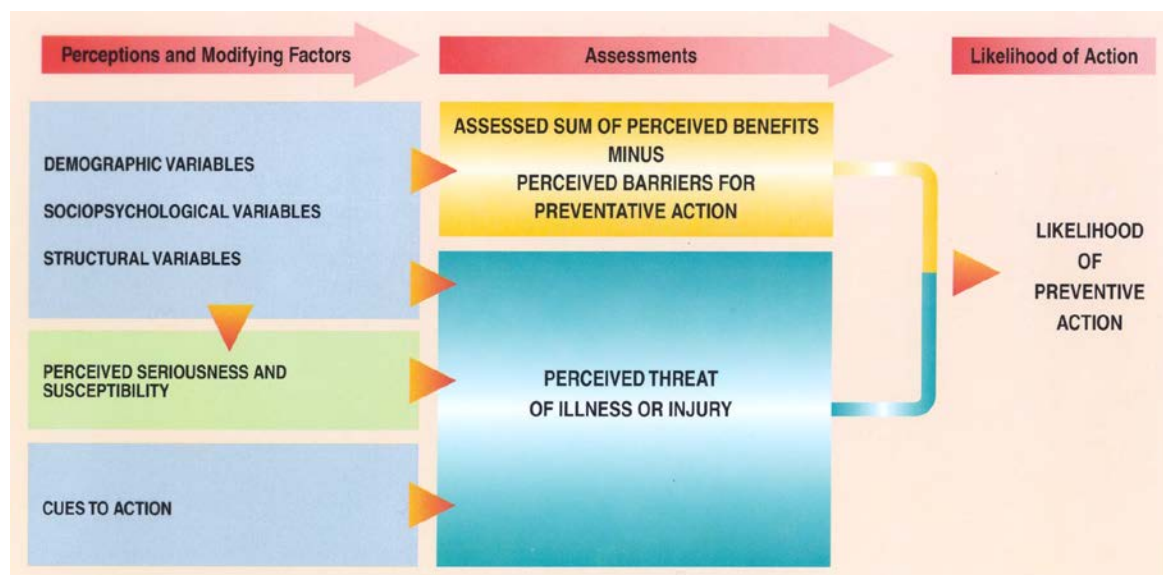 Perceptions and Modifying Factors
Assessments
Likelihood of Action
DEMOGRAPHIC VARIABLES
SOCIOPSYCHOLOGICAL VARIABLES
STRUCTURAL VARIABLES
PERCEIVED SERIOUSNESS AND
SUSCEPTIBILITY
CUES TO ACTION
ASSESSED SUM OF PERCEIVED BENEFITS
MINUS
PERCEIVED BARRIERS FOR
PREVENTATIVE ACTION
PERCEIVED THREAT
OF ILLNESS OR INJURY
LIKELIHOOD
OF
PREVENTIVE
ACTION